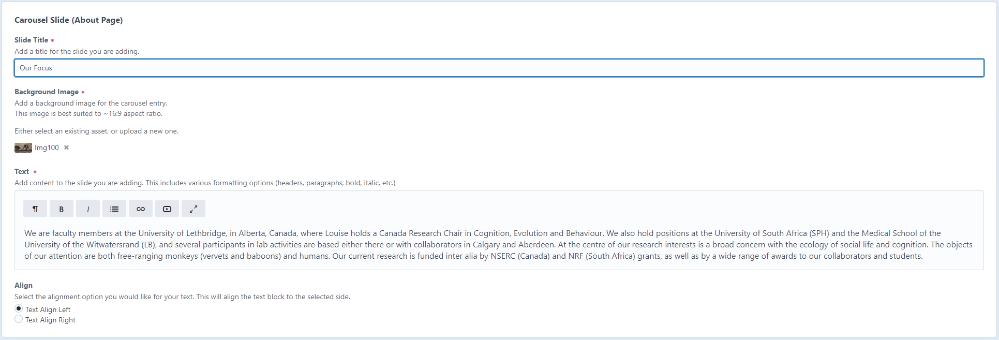 Carousel Slide (About Page)
Slide Title *
Add a title for the slide you are adding.
Our Focus
Background Image *
Add a background image for the carousel entry.
This image is best suited to ~16:9 aspect ratio.
Either select an existing asset, or upload a new one.
Img100 ×
Text *
Add content to the slide you are adding. This includes various formatting options (headers, paragraphs, bold, italic, etc.)
¶ B I
We are faculty members at the University of Lethbridge, in Alberta, Canada, where Louise holds a Canada Research Chair in Cognition, Evolution and Behaviour. We also hold positions at the University of South Africa (SPH) and the Medical School of the
University of the Witwatersrand (LB), and several participants in lab activities are based either there or with collaborators in Calgary and Aberdeen. At the centre of our research interests is a broad concern with the ecology of social life and cognition. The objects
of our attention are both free-ranging monkeys (vervets and baboons) and humans. Our current research is funded inter alia by NSERC (Canada) and NRF (South Africa) grants, as well as by a wide range of awards to our collaborators and students.
Align
Select the alignment option you would like for your text. This will align the text block to the selected side.
Text Align Left
Text Align Right